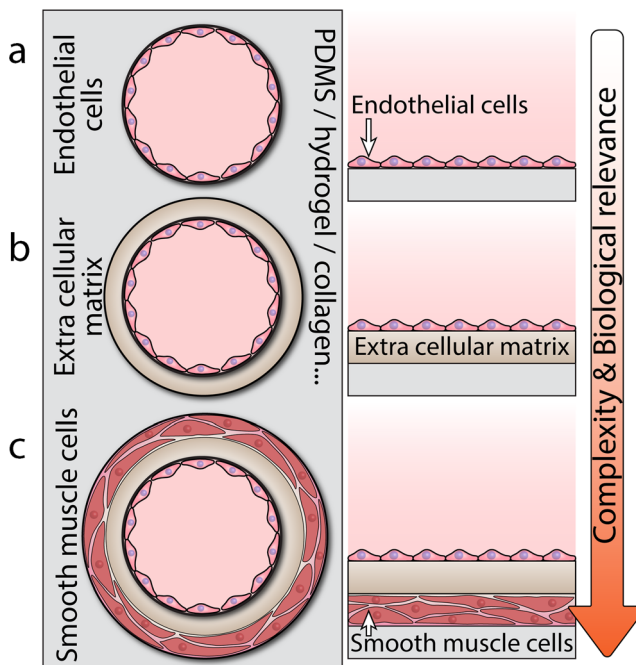 a
Endothelial
cells
PDMS / hydrogel / collagen...
Endothelial cells
b
Extra cellular
matrix
Extra cellular matrix
c
Smooth muscle cells
Smooth muscle cells
Complexity & Biological relevance